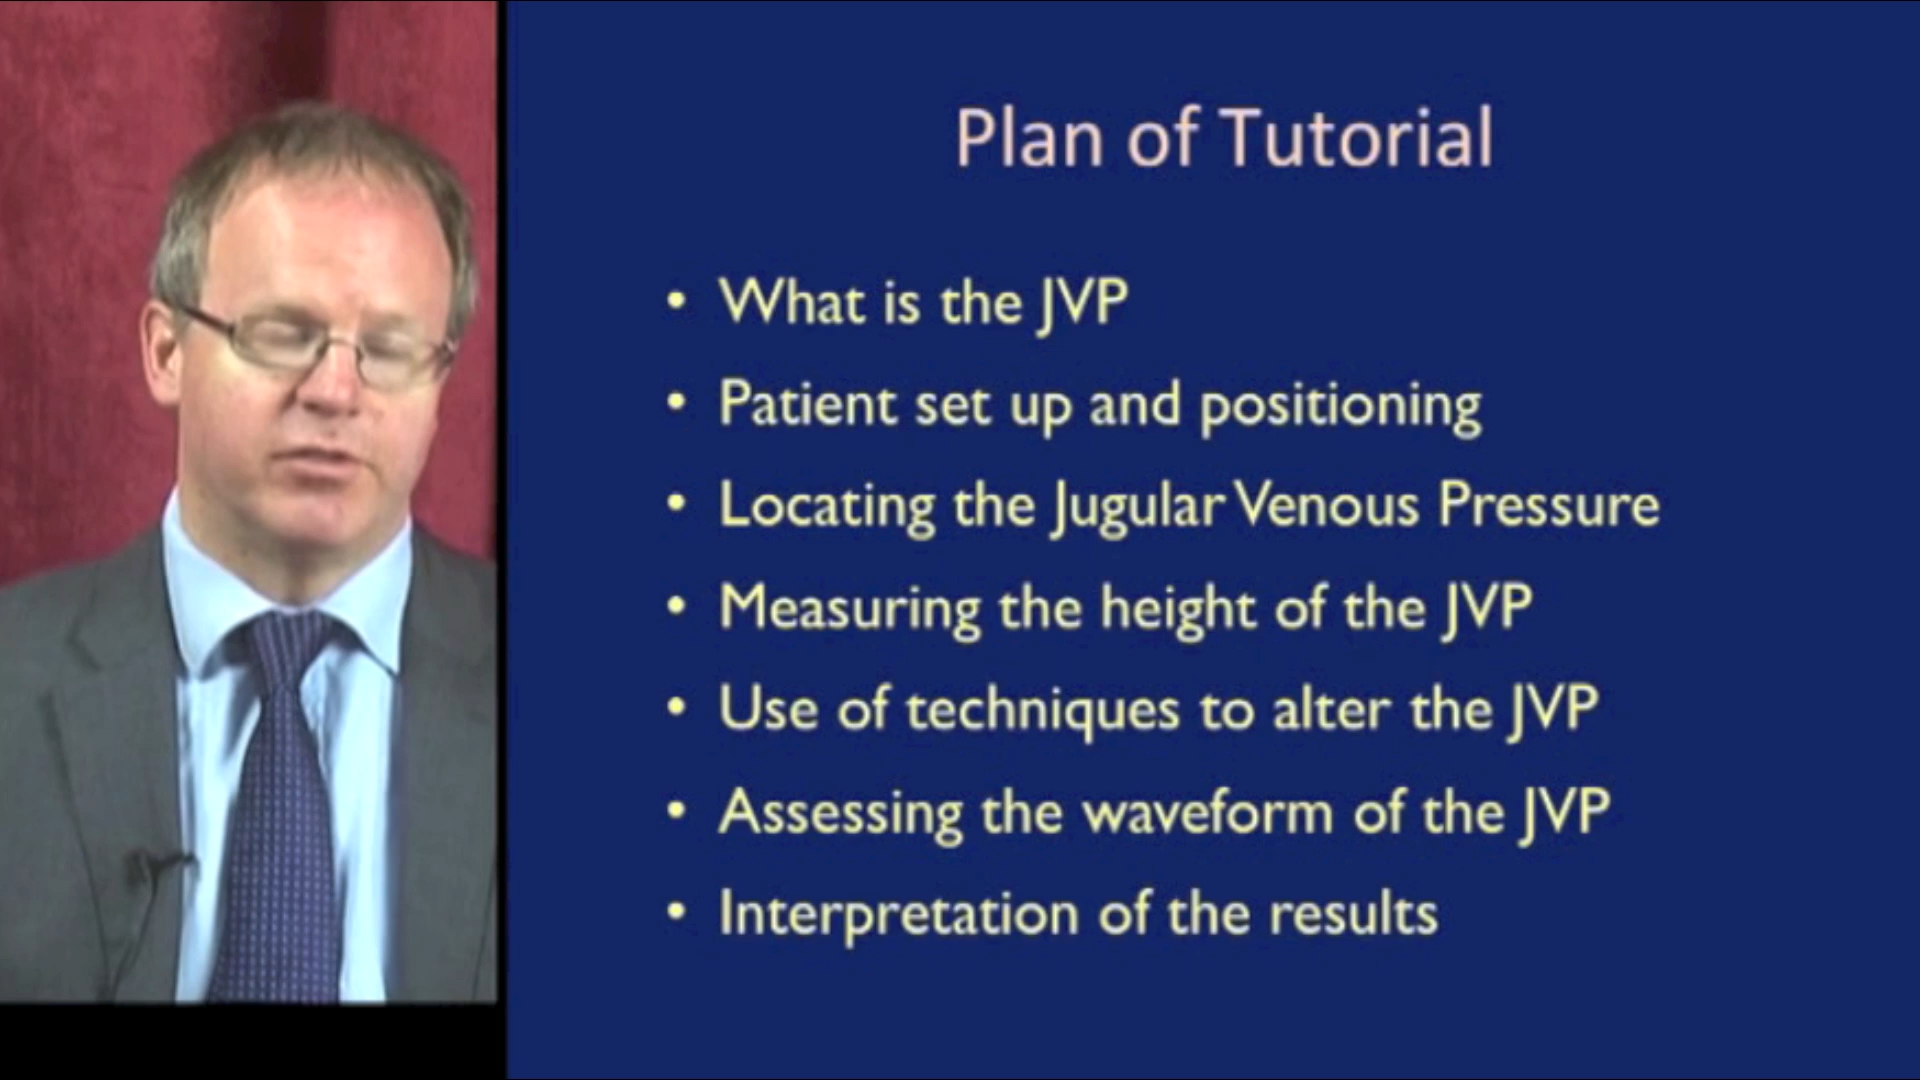 Plan of Tutorial
• What is the JVP
• Patient set up and positioning
• Locating the Jugular Venous Pressure
• Measuring the height of the JVP
• Use of techniques to alter the JVP
• Assessing the waveform of the JVP
• Interpretation of the results